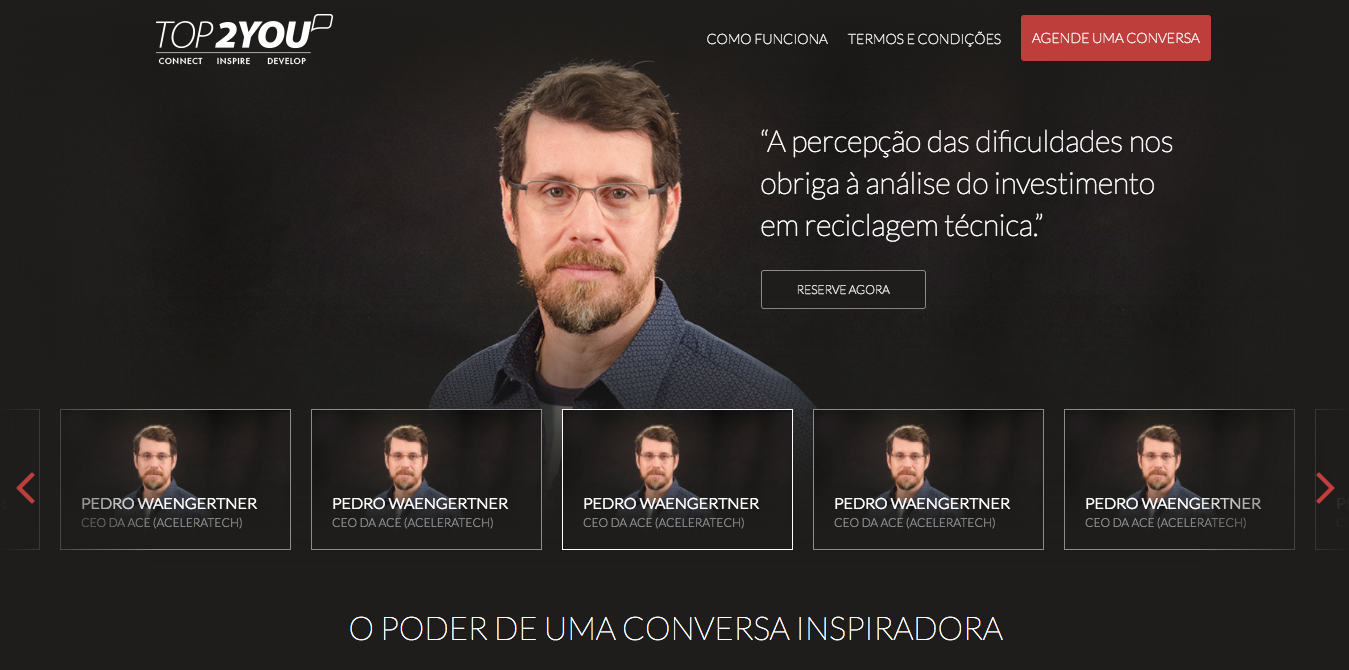 TOP2YOU
CONNECT INSPIRE DEVELOP
COMO FUNCIONA TERMOS E CONDIÇÕES AGENDE UMA CONVERSA
“A percepção das dificuldades nos
obriga à análise do investimento
em reciclagem técnica.”
RESERVE AGORA
PEDRO WAENGERTNER
CEO DA ACE (ACELERATECH)
PEDRO WAENGERTNER
CEO DA ACE (ACELERATECH)
PEDRO WAENGERTNER
CEO DA ACE (ACELERATECH)
PEDRO WAENGERTNER
CEO DA ACE (ACELERATECH)
PEDRO WAENGERTNER
CEO DA ACE (ACELERATECH)
O PODER DE UMA CONVERSA INSPIRADORA